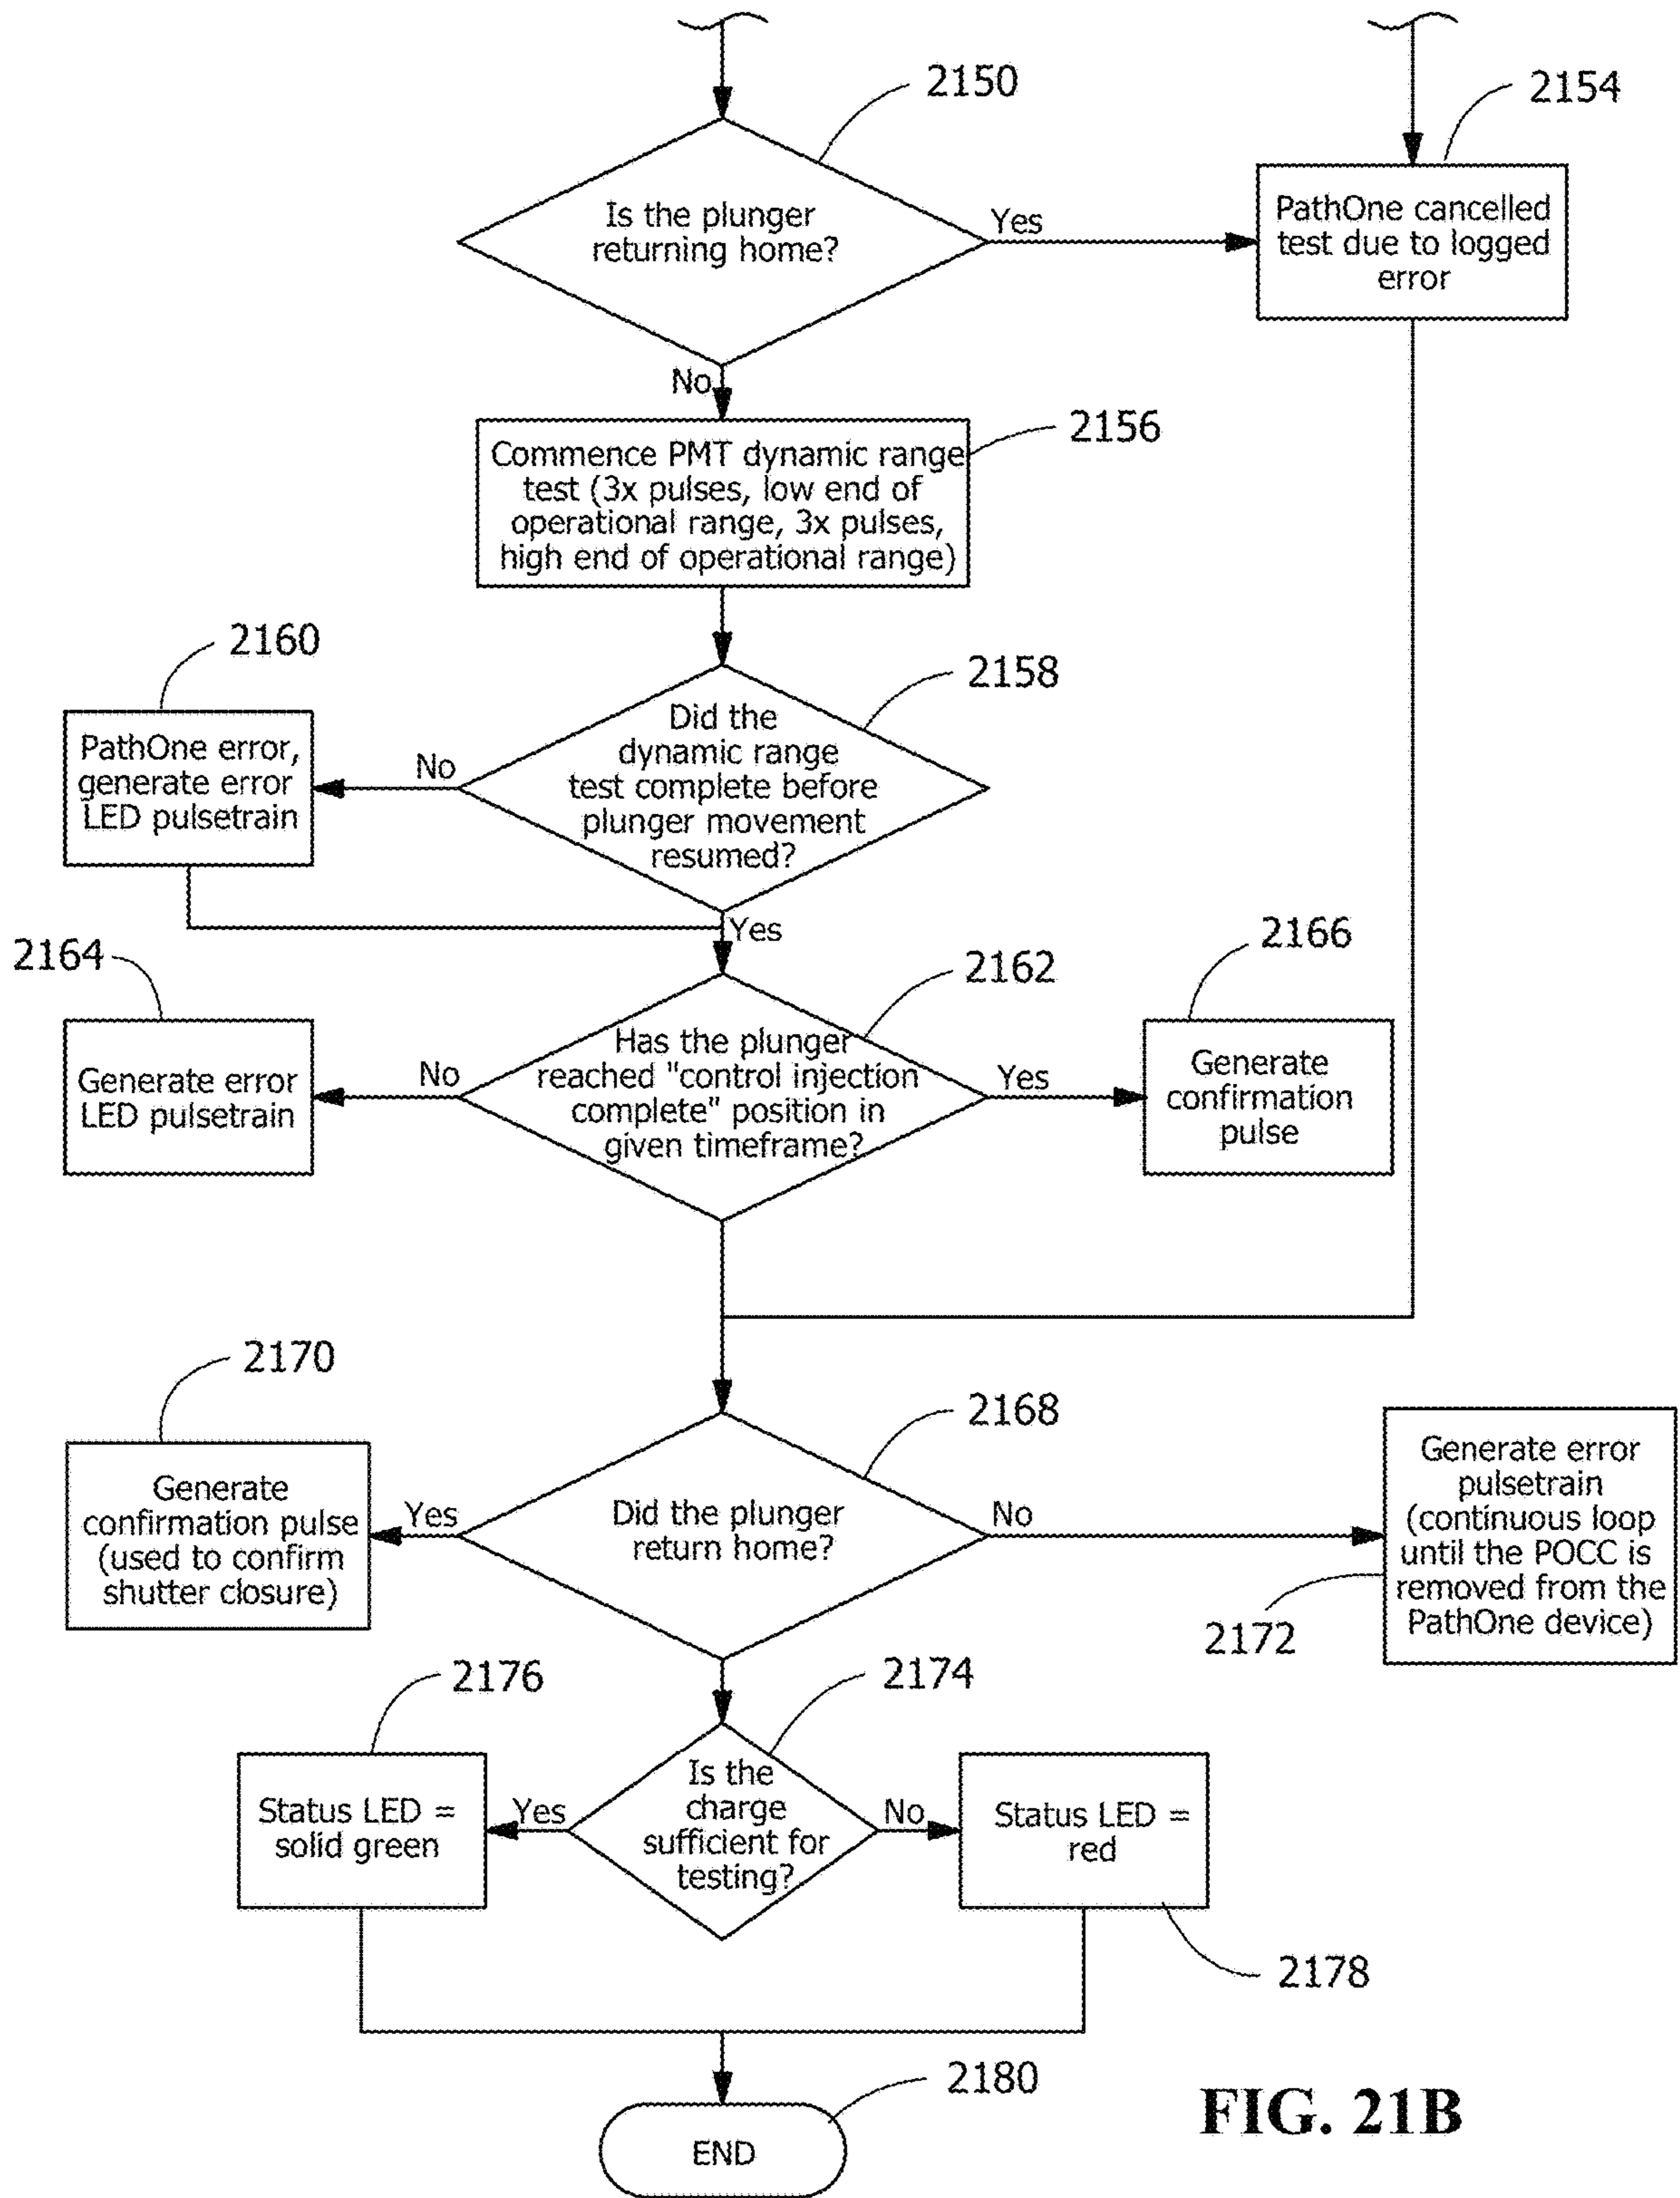 2150
2154
Is the plunger
returning home?
Yes
PathOne cancelled
test due to logged
error
No
2156
Commence PMT dynamic range
test (3x pulses, low end of
operational range, 3x pulses,
high end of operational range)
2160
2158
PathOne error,
generate error
LED pulsetrain
No
Did the
dynamic range
test complete before
plunger movement
resumed?
Yes
2164
2162
2166
Generate error
LED pulsetrain
No
Has the plunger
reached "control injection
complete" position in
given timeframe?
Yes
Generate
confirmation
pulse
2170
2168
Generate
confirmation pulse
(used to confirm
shutter closure)
Yes
Did the plunger
return home?
No
Generate error
pulsetrain
(continuous loop
until the POCC is
removed from the
PathOne device)
2172
2176
2174
Status LED =
solid green
Yes
Is the
charge
sufficient for
testing?
No
Status LED =
red
2178
2180
END
FIG. 21B